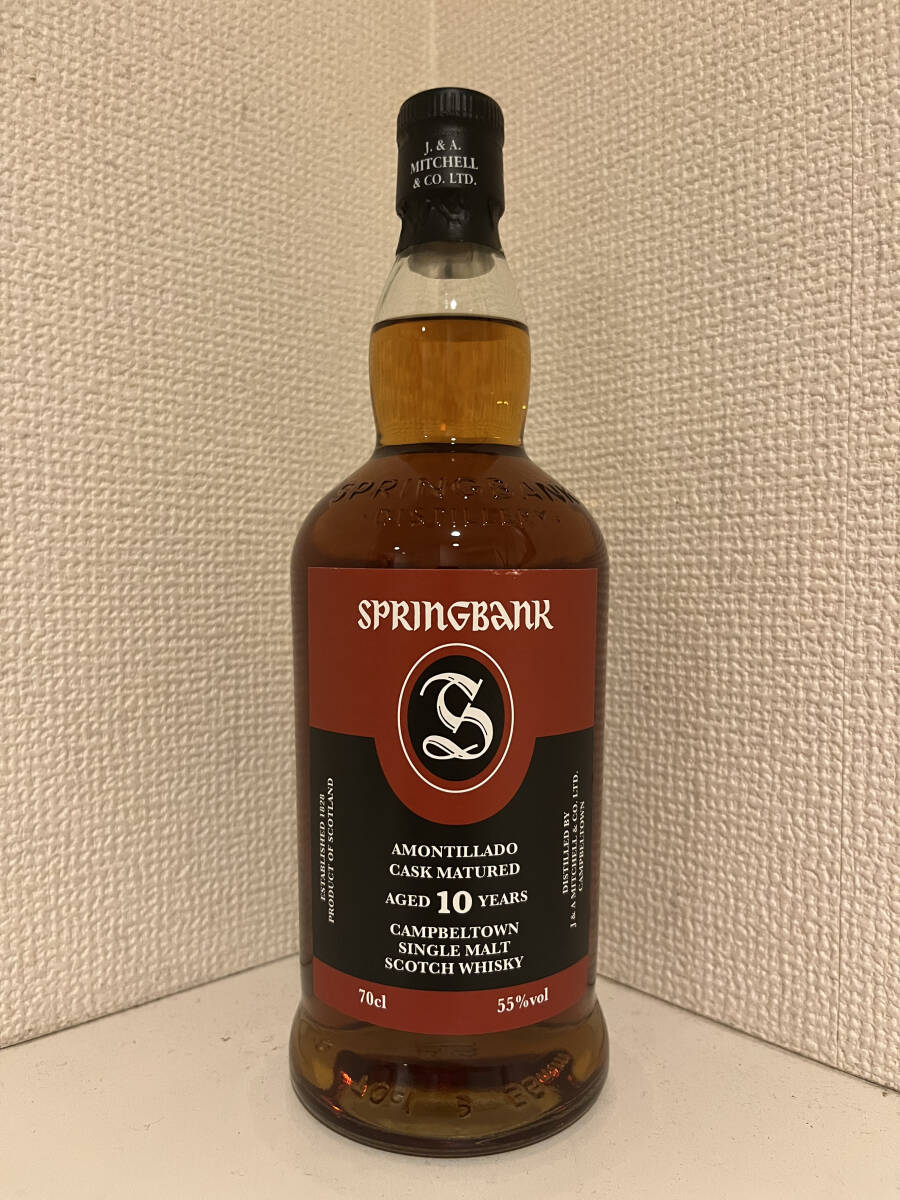 J. & A.
MITCHELL
& CO. LTD.
SPRINGBANK
· DISTILLERY ·
SPRINGBANK
S
ESTABLISHED 1828
PRODUCT OF SCOTLAND
AMONTILLADO
CASK MATURED
AGED 10 YEARS
CAMPBELTOWN
SINGLE MALT
SCOTCH WHISKY
DISTILLED BY
J & A MITCHELL & CO. LTD.
CAMPBELTOWN
70cl
55%vol